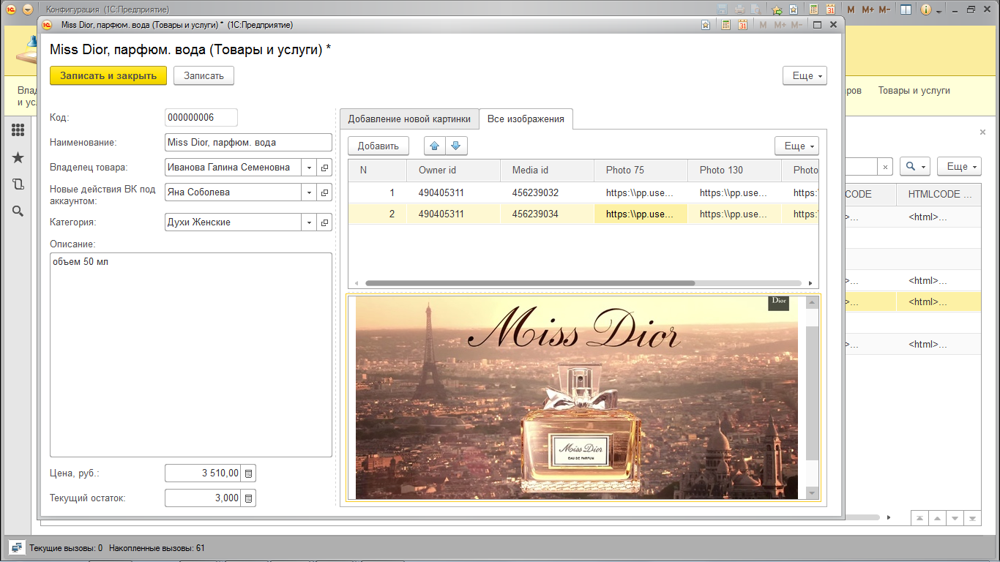 Конфигурация (1С:Предприятие)
M M+ M-
Miss Dior, парфюм. вода (Товары и услуги) * (1С:Предприятие)
M M+ M-
Miss Dior, парфюм. вода (Товары и услуги) *
Записать и закрыть Записать Еще
Товары и услуги
Код: 000000006
Наименование: Miss Dior, парфюм. вода
Владелец товара: Иванова Галина Семеновна
Новые действия ВК под
аккаунтом: Яна Соболева
Категория: Духи Женские
Описание:
объем 50 мл
Цена, руб.: 3 510,00
Текущий остаток: 3,000
Добавление новой картинки Все изображения
Добавить Еще
N Owner id Media id Photo 75 Photo 130 Photo
1 490405311 456239032 https:\\pp.use... https:\\pp.use... https:
2 490405311 456239034 https:\\pp.use... https:\\pp.use... https:
Dior
Miss Dior
Miss Dior
EAU DE PARFUM
Еще
CODE HTMLCODE ...
>... <html>...
>... <html>...
>... <html>...
>... <html>...
Текущие вызовы: 0 Накопленные вызовы: 61